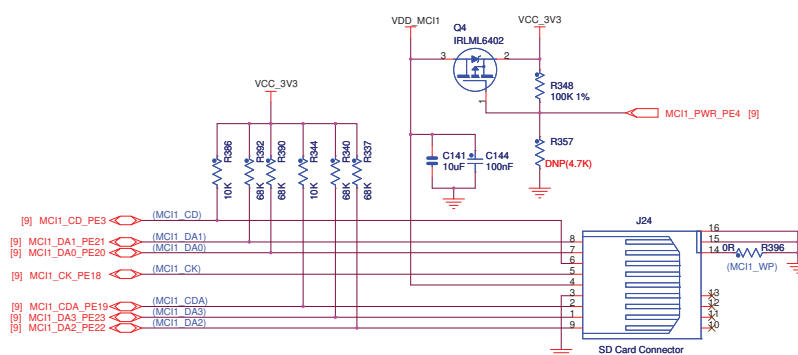 VDD_MCI1
Q4
IRLML6402
VCC_3V3
3
2
1
R348
100K 1%
MCI1_PWR_PE4 [9]
VCC_3V3
R386
10K
R392
68K
R390
68K
R344
10K
R340
68K
R337
68K
C141
10uF
C144
100nF
R357
DNP(4.7K)
[9] MCI1_CD_PE3 (MCI1_CD)
[9] MCI1_DA1_PE21 (MCI1_DA1)
[9] MCI1_DA0_PE20 (MCI1_DA0)
[9] MCI1_CK_PE18 (MCI1_CK)
[9] MCI1_CDA_PE19 (MCI1_CDA)
[9] MCI1_DA3_PE23 (MCI1_DA3)
[9] MCI1_DA2_PE22 (MCI1_DA2)
J24
8
7
6
5
4
3
2
1
9
16
15
14
0R R396
(MCI1_WP)
13
12
11
10
SD Card Connector